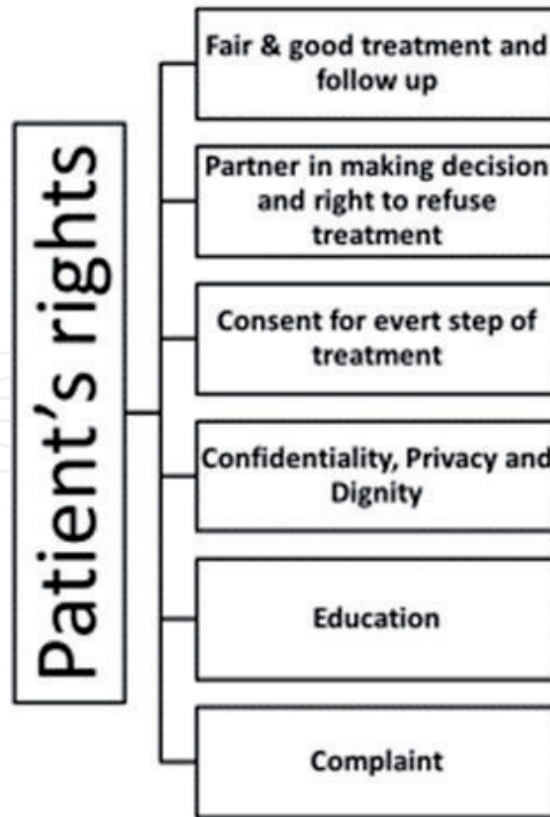 Patient's rights
Fair & good treatment and
follow up
Partner in making decision
and right to refuse
treatment
Consent for evert step of
treatment
Confidentiality, Privacy and
Dignity
Education
Complaint